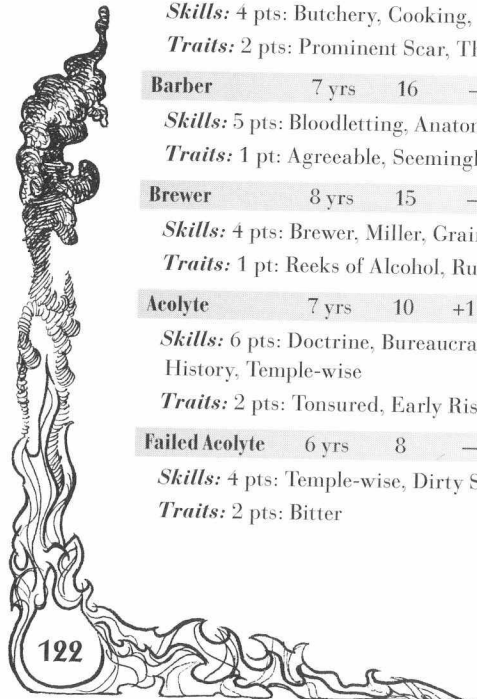 Skills: 4 pts: Butchery, Cooking,
Traits: 2 pts: Prominent Scar,
Barber 7 yrs 16 —
Skills: 5 pts: Bloodletting,
Traits: 1 pt: Agreeable,
Brewer 8 yrs 15 —
Skills: 4 pts: Brewer, Miller,
Traits: 1 pt: Reeks of Alcohol,
Acolyte 7 yrs 10 +1
Skills: 6 pts: Doctrine,
History, Temple-wise
Traits: 2 pts: Tonsured, Early
Failed Acolyte 6 yrs 8 —
Skills: 4 pts: Temple-wise, Dirty
Traits: 2 pts: Bitter
122